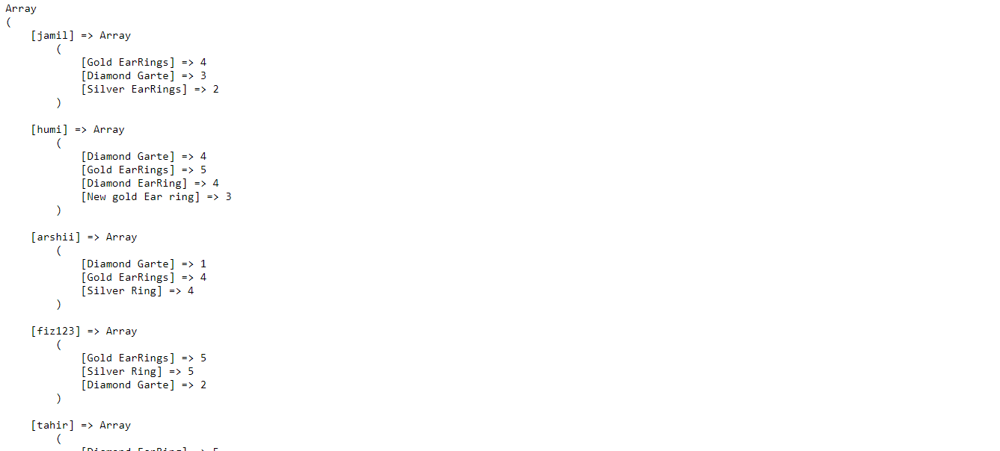 Array
(
    [jamil] => Array
        (
            [Gold EarRings] => 4
            [Diamond Garte] => 3
            [Silver EarRings] => 2
        )

    [humi] => Array
        (
            [Diamond Garte] => 4
            [Gold EarRings] => 5
            [Diamond EarRing] => 4
            [New gold Ear ring] => 3
        )

    [arshii] => Array
        (
            [Diamond Garte] => 1
            [Gold EarRings] => 4
            [Silver Ring] => 4
        )

    [fiz123] => Array
        (
            [Gold EarRings] => 5
            [Silver Ring] => 5
            [Diamond Garte] => 2
        )

    [tahir] => Array
        (